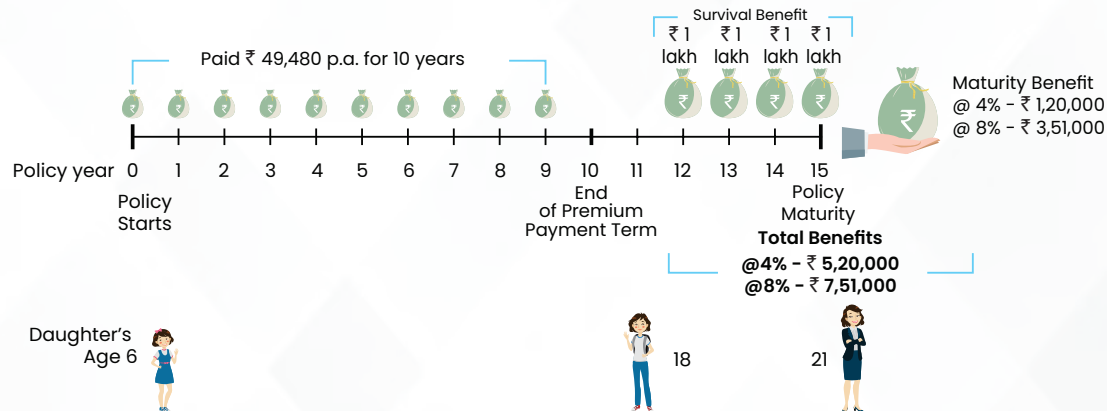 Survival Benefit
₹ 1 ₹ 1 ₹ 1 ₹ 1
lakh lakh lakh lakh
Paid ₹ 49,480 p.a. for 10 years
₹ ₹ ₹ ₹ ₹ ₹ ₹ ₹ ₹ ₹ ₹ ₹ ₹ ₹ ₹
Maturity Benefit
@ 4% - ₹ 1,20,000
@ 8% - ₹ 3,51,000
Policy year 0 1 2 3 4 5 6 7 8 9 10 11 12 13 14 15
Policy
Starts
End
of Premium
Payment Term
Policy
Maturity
Total Benefits
@4% - ₹ 5,20,000
@8% - ₹ 7,51,000
Daughter's
Age 6
18
21